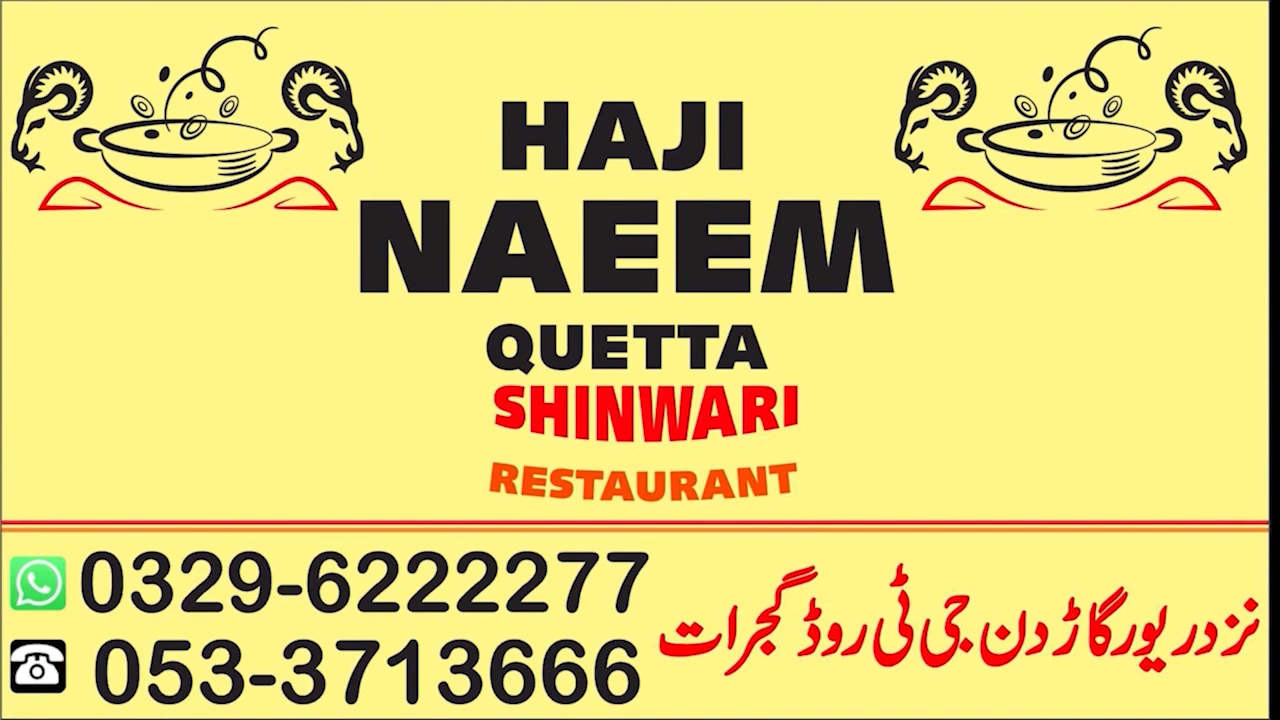 HAJI
NAEEM
QUETTA
SHINWARI
RESTAURANT
0329-6222277
053-3713666
نزد ریور گارڈن جی ٹی روڈ گجرات